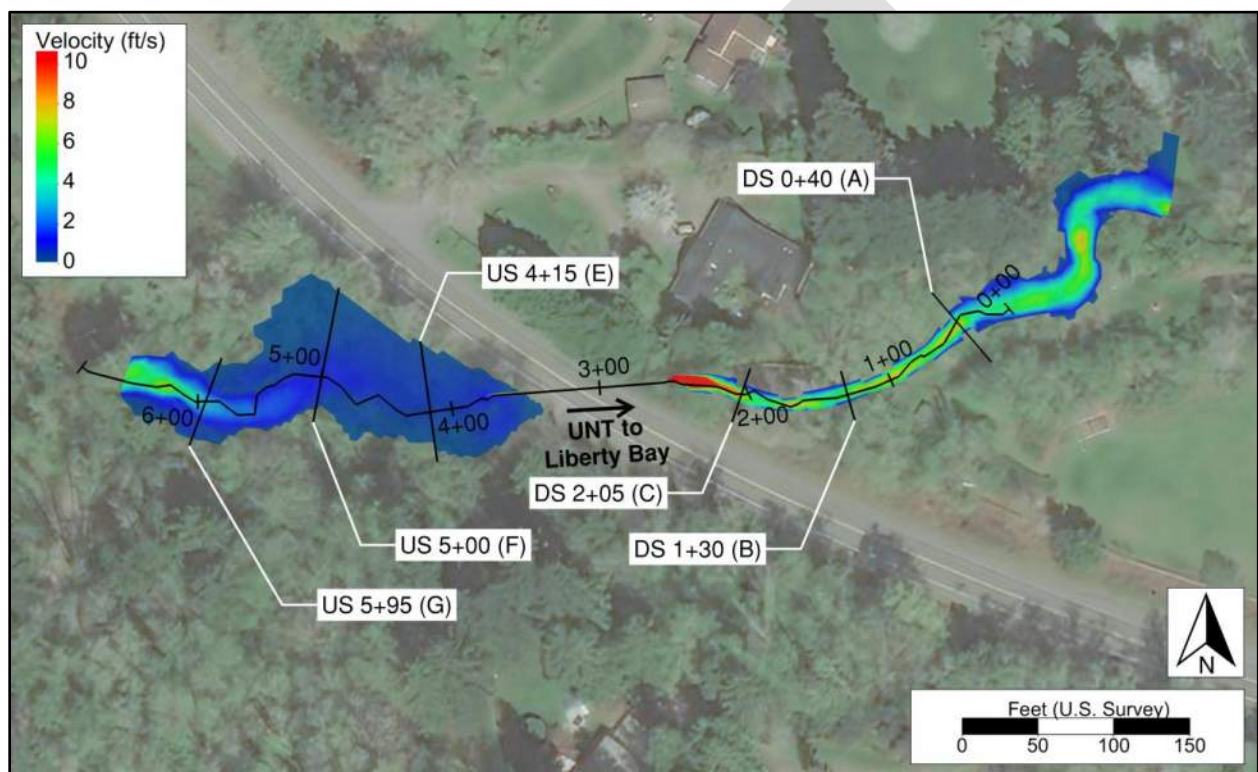 Velocity (ft/s)
10
8
6
4
2
0
DS 0+40 (A)
US 4+15 (E)
0+00
5+00
3+00
1+00
6+00
4+00
2+00
UNT to
Liberty Bay
DS 2+05 (C)
US 5+00 (F)
DS 1+30 (B)
US 5+95 (G)
N
Feet (U.S. Survey)
0 50 100 150